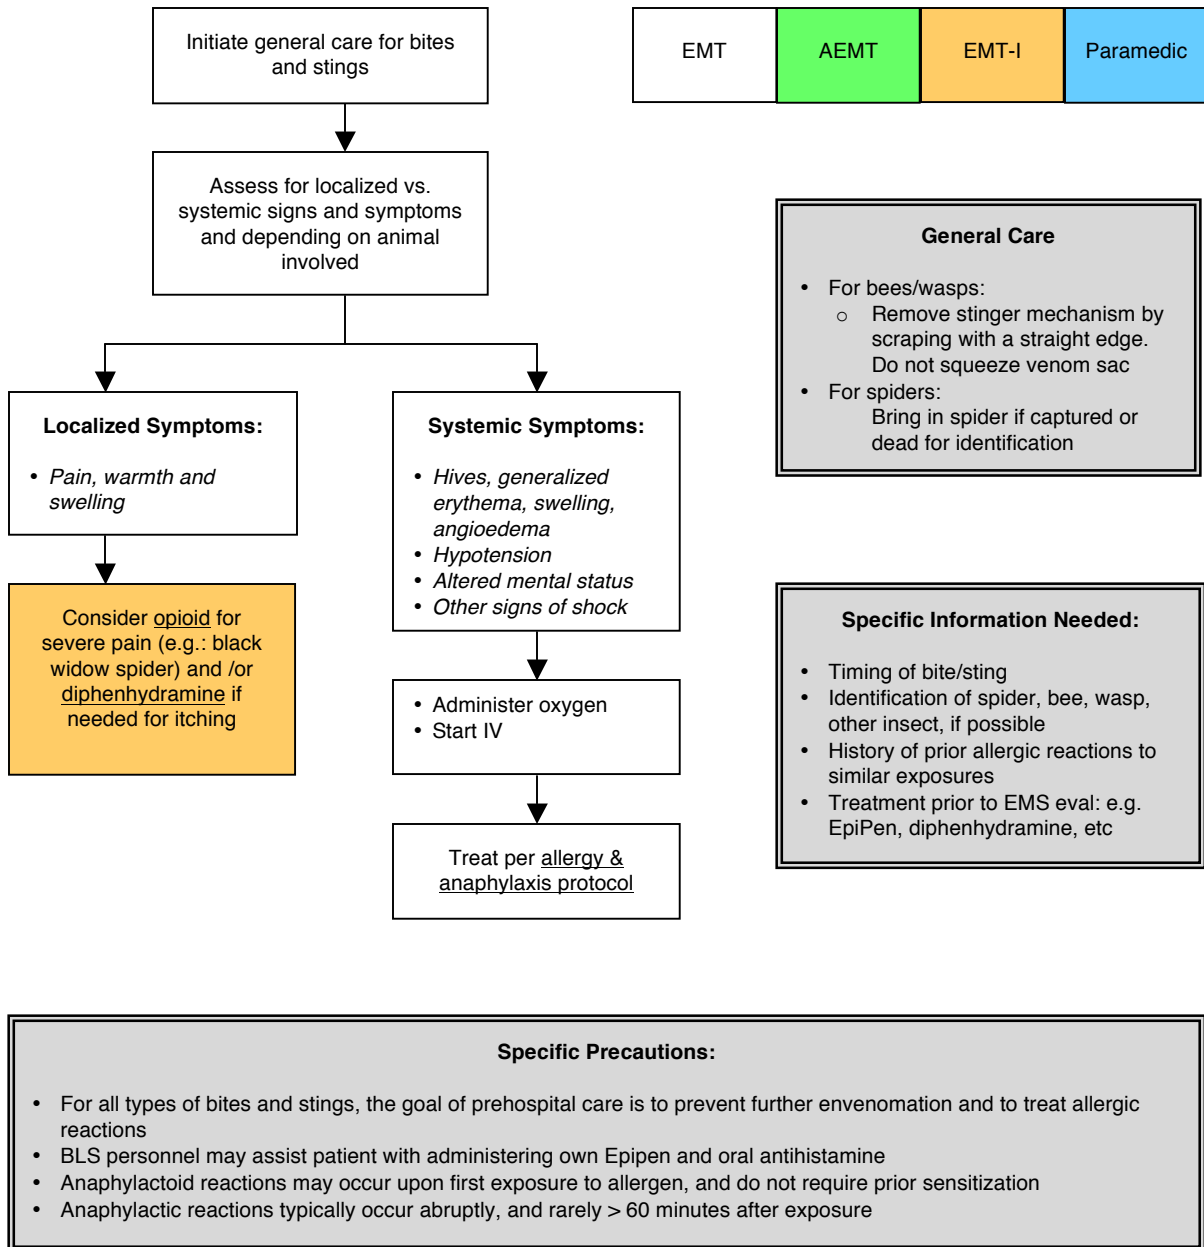 Initiate general care for bites
and stings
EMT
AEMT
EMT-I
Paramedic
Assess for localized vs.
systemic signs and symptoms
and depending on animal
involved
General Care
• For bees/wasps:
o Remove stinger mechanism by
scraping with a straight edge.
Do not squeeze venom sac
• For spiders:
Bring in spider if captured or
dead for identification
Localized Symptoms:
• Pain, warmth and
swelling
Systemic Symptoms:
• Hives, generalized
erythema, swelling,
angioedema
• Hypotension
• Altered mental status
• Other signs of shock
Consider opioid for
severe pain (e.g.: black
widow spider) and /or
diphenhydramine if
needed for itching
• Administer oxygen
• Start IV
Treat per allergy &
anaphylaxis protocol
Specific Information Needed:
• Timing of bite/sting
• Identification of spider, bee, wasp,
other insect, if possible
• History of prior allergic reactions to
similar exposures
• Treatment prior to EMS eval: e.g.
EpiPen, diphenhydramine, etc
Specific Precautions:
• For all types of bites and stings, the goal of prehospital care is to prevent further envenomation and to treat allergic
reactions
• BLS personnel may assist patient with administering own Epipen and oral antihistamine
• Anaphylactoid reactions may occur upon first exposure to allergen, and do not require prior sensitization
• Anaphylactic reactions typically occur abruptly, and rarely > 60 minutes after exposure